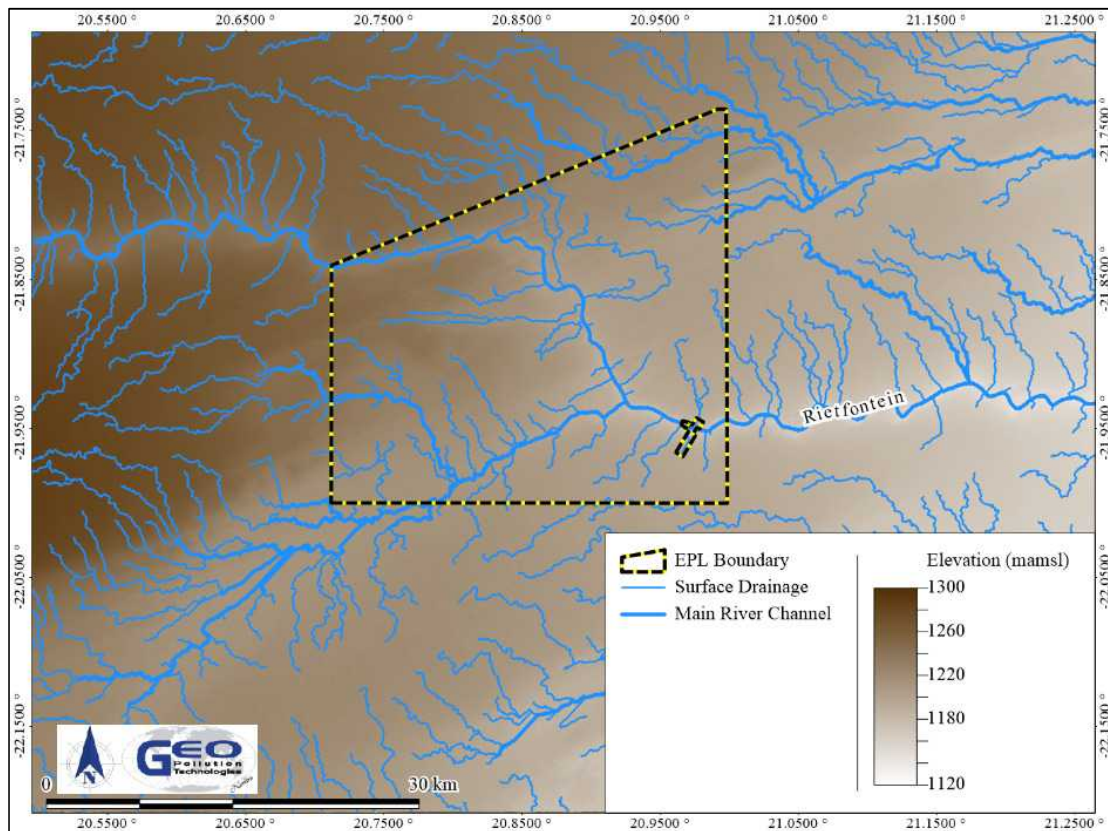 20.5500 ° 20.6500 ° 20.7500 ° 20.8500 ° 20.9500 ° 21.0500 ° 21.1500 ° 21.2500 °
-21.7500 °
-21.7500 °
-21.8500 °
-21.8500 °
-21.9500 °
-21.9500 °
Rietfontein
-22.0500 °
-22.0500 °
-22.1500 °
-22.1500 °
EPL Boundary
Surface Drainage
Main River Channel
Elevation (mamsl)
1300
1260
1220
1180
1120
N
GEO
Pollution
Technologies
0 30 km
20.5500 ° 20.6500 ° 20.7500 ° 20.8500 ° 20.9500 ° 21.0500 ° 21.1500 ° 21.2500 °